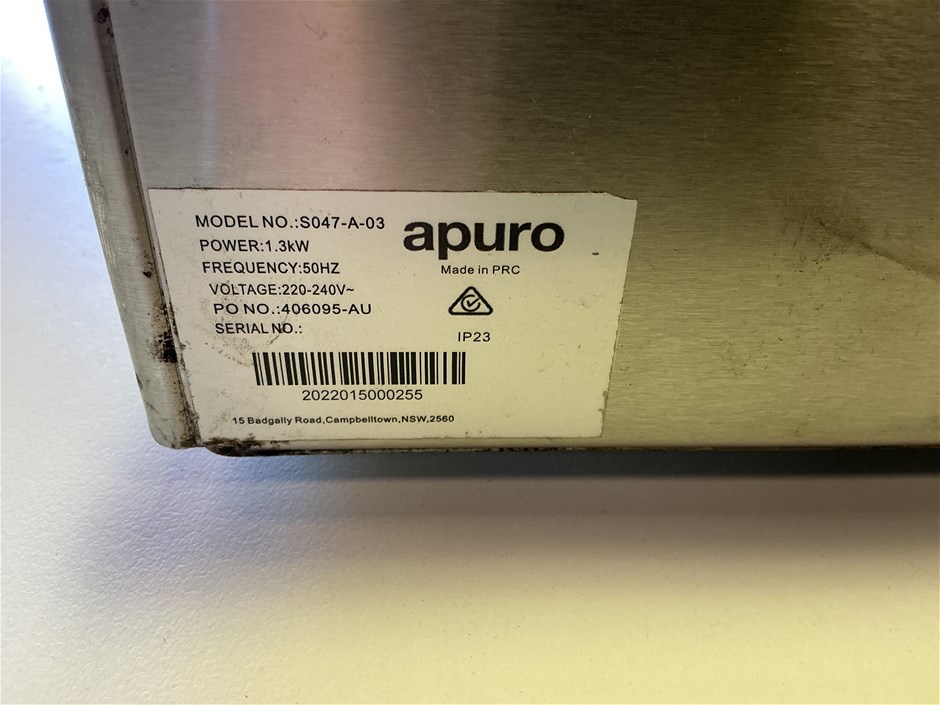 MODEL NO.:S047-A-03
POWER:1.3kW
FREQUENCY:50HZ
VOLTAGE:220-240V~
PO NO.:406095-AU
SERIAL NO.:
apuro
Made in PRC
IP23
2022015000255
15 Badgally Road,Campbelltown,NSW,2560